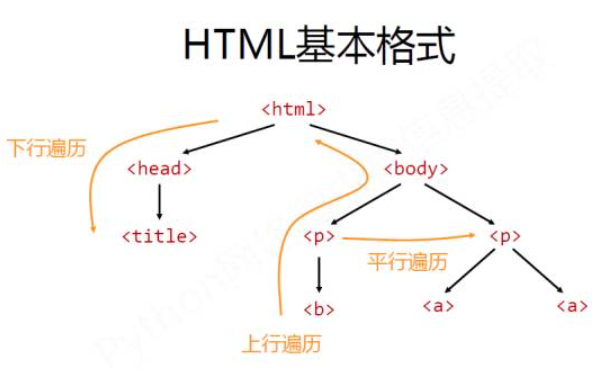 HTML基本格式
<html>
下行遍历
<head>
<body>
<title>
<p>
<p>
平行遍历
<b>
<a>
<a>
上行遍历